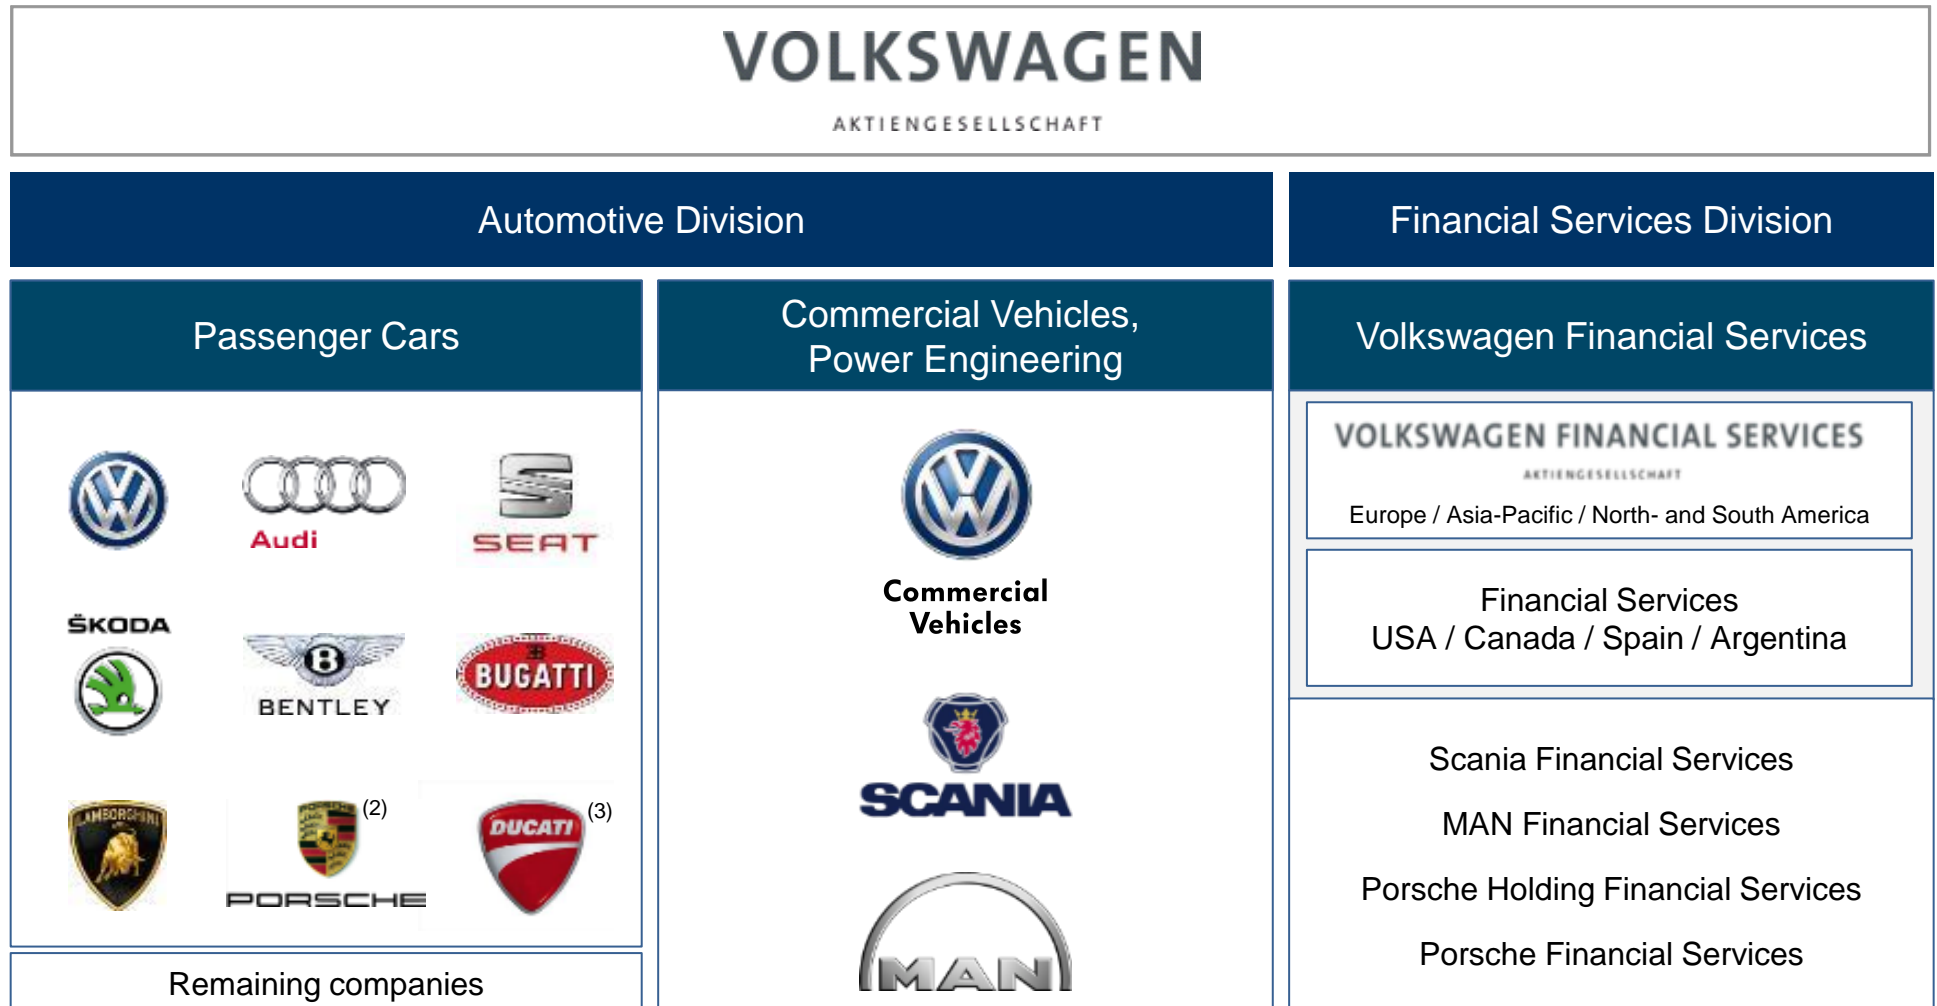 VOLKSWAGEN
AKTIENGESELLSCHAFT
Automotive Division
Financial Services Division
Passenger Cars
Audi
SEAT
ŠKODA
BENTLEY
BUGATTI
LAMBORGHINI
PORSCHE
(2)
PORSCHE
DUCATI
(3)
Remaining companies
Commercial Vehicles,
Power Engineering
Commercial
Vehicles
SCANIA
MAN
Volkswagen Financial Services
VOLKSWAGEN FINANCIAL SERVICES
AKTIENGESELLSCHAFT
Europe / Asia-Pacific / North- and South America
Financial Services
USA / Canada / Spain / Argentina
Scania Financial Services
MAN Financial Services
Porsche Holding Financial Services
Porsche Financial Services